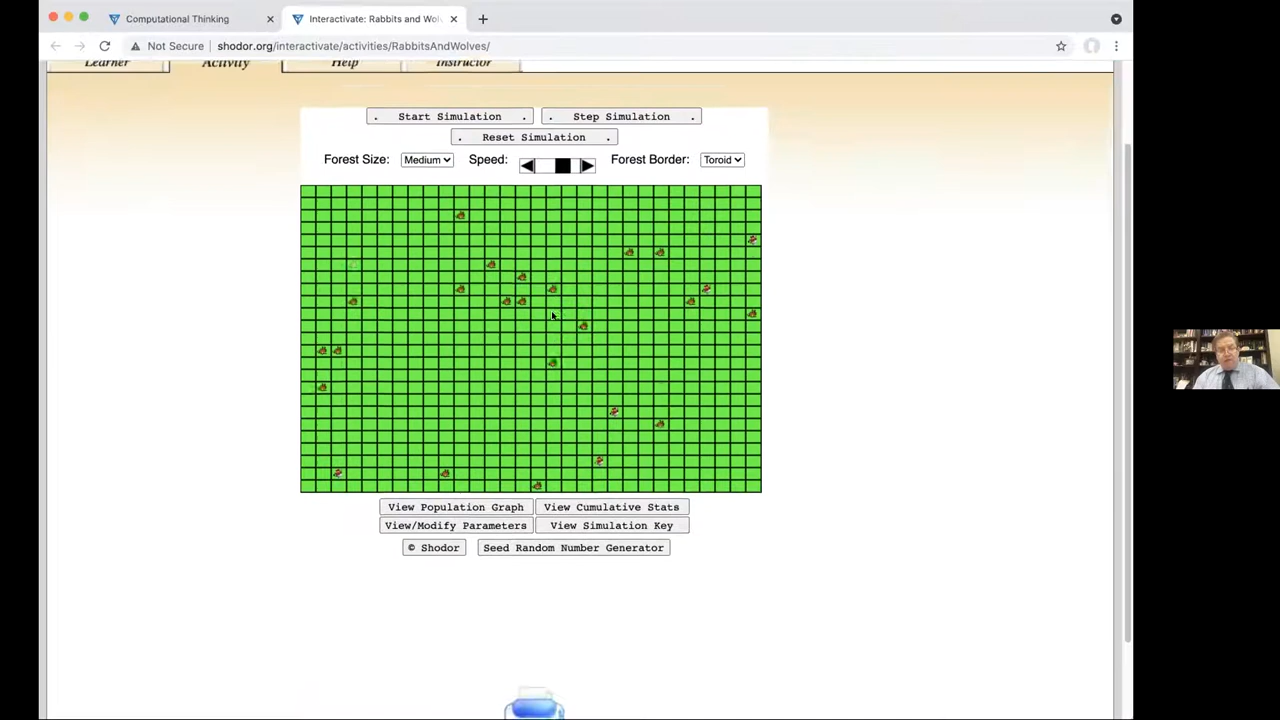 Computational Thinking
Interactivate: Rabbits and Wol
Not Secure shodor.org/interactivate/activities/RabbitsAndWolves/
Learner Activity Help Instructor
. Start Simulation . . Step Simulation .
. Reset Simulation .
Forest Size: Medium Speed: Forest Border: Toroid
View Population Graph View Cumulative Stats
View/Modify Parameters View Simulation Key
© Shodor Seed Random Number Generator